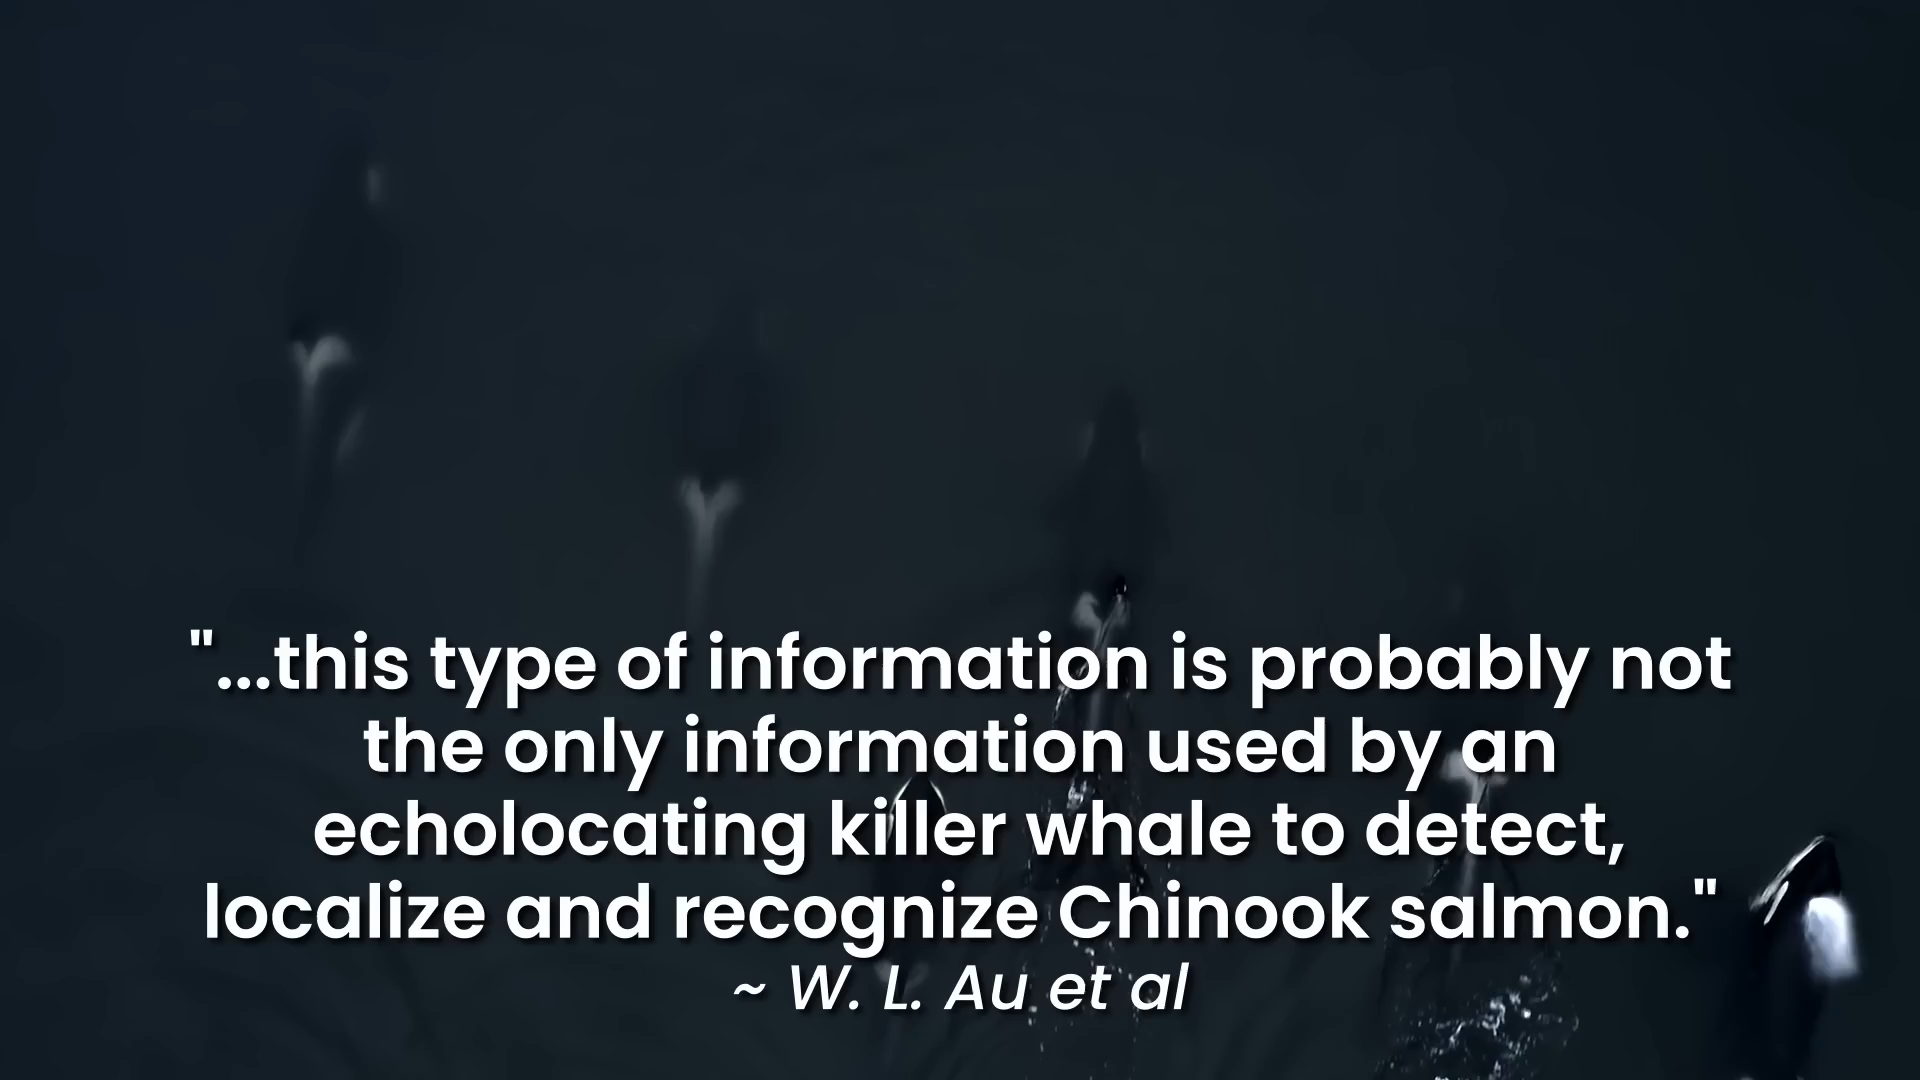 "...this type of information is probably not
the only information used by an
echolocating killer whale to detect,
localize and recognize Chinook salmon."
~ W. L. Au et al